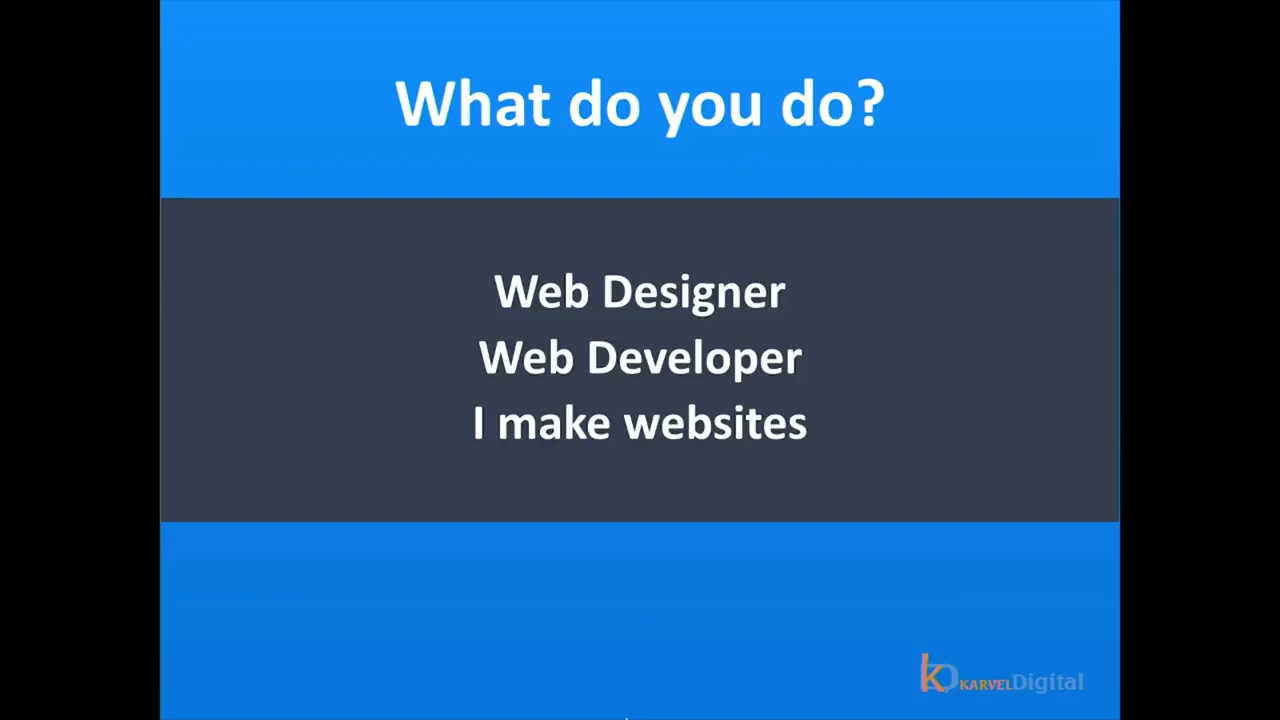 What do you do?
Web Designer
Web Developer
I make websites
KARVELDigital